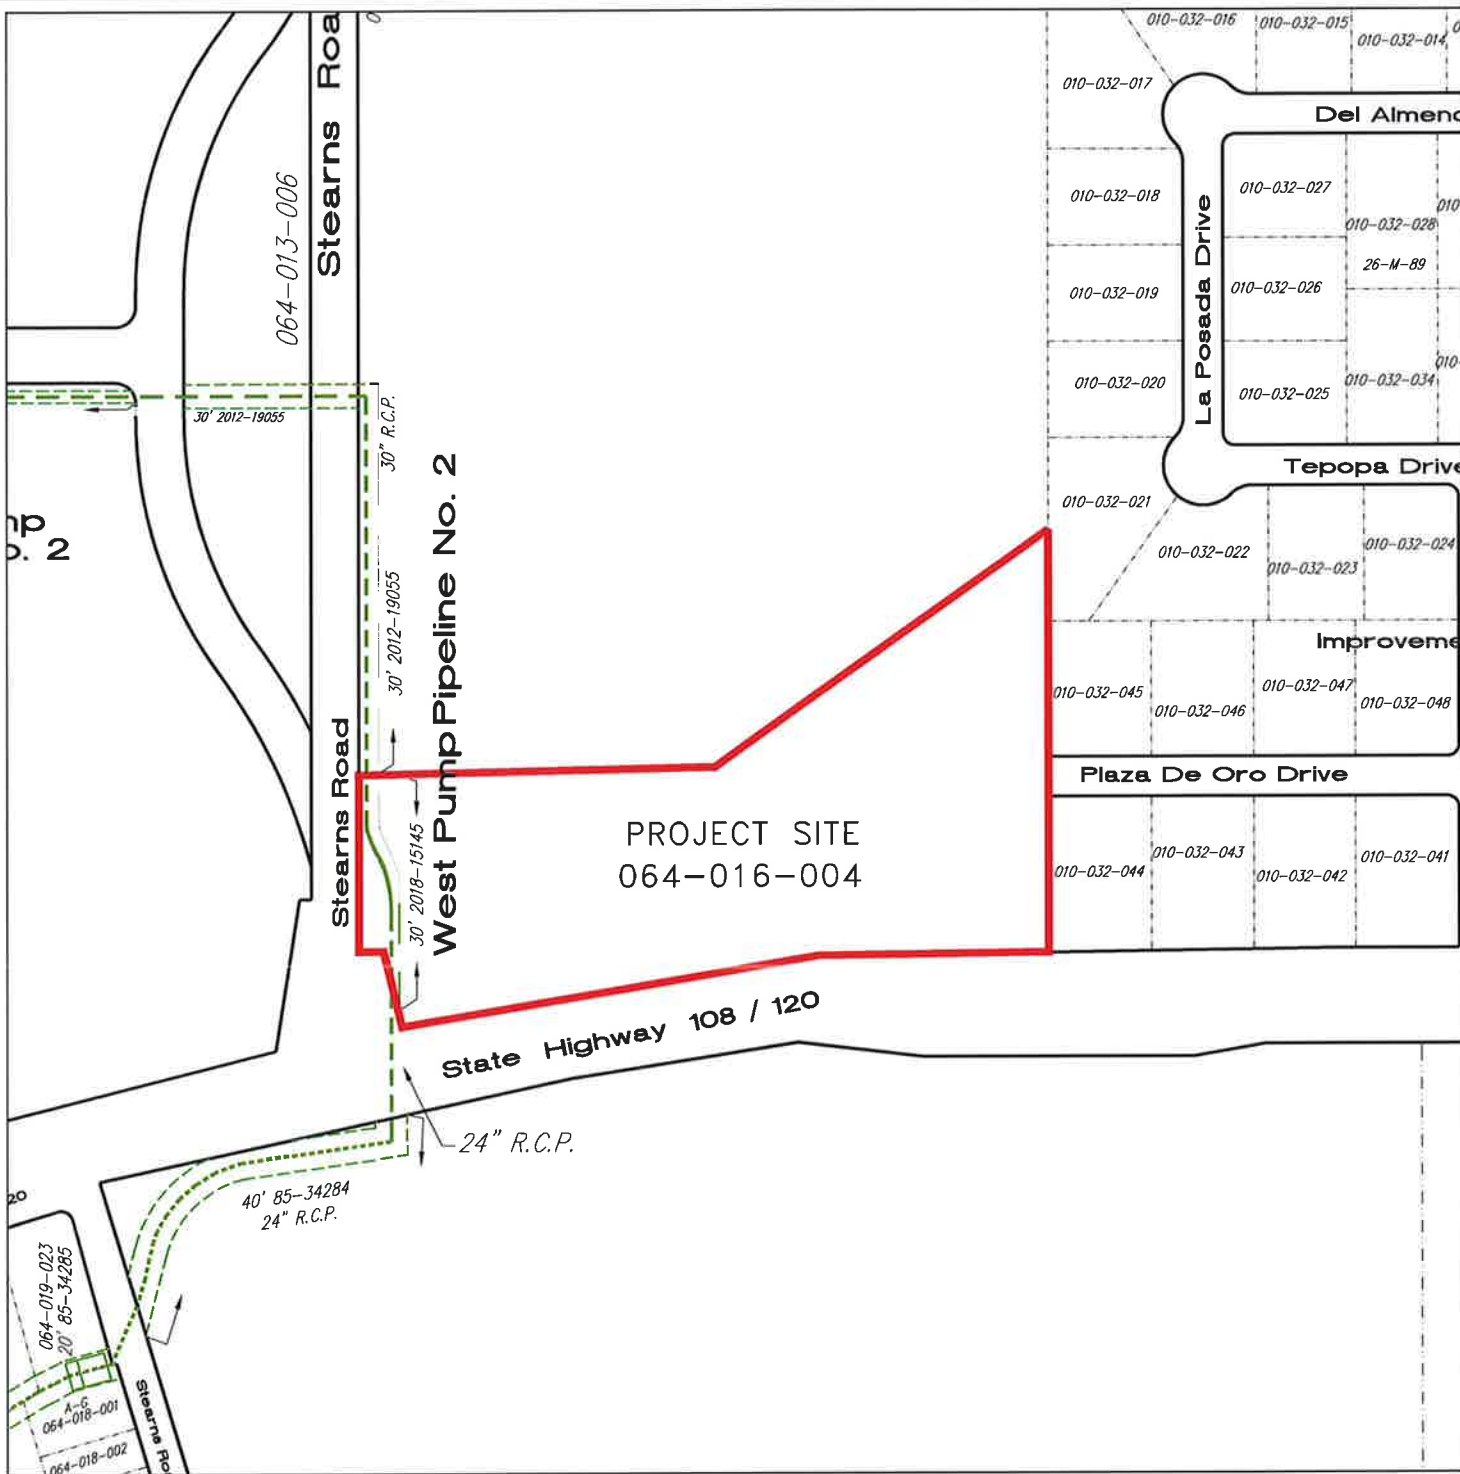 010-032-016
010-032-015
010-032-014
010-032-017
Del Almend
Stearns Roa
064-013-006
010-032-018
010-032-027
010-032-028
26-M-89
La Posada Drive
010-032-019
010-032-026
010-032-020
010-032-025
010-032-034
30' 2012-19055
30" R.C.P.
Tepopa Drive
010-032-021
010-032-022
010-032-023
010-032-024
30' 2012-19055
West Pump Pipeline No. 2
Improveme
010-032-045
010-032-046
010-032-047
010-032-048
Stearns Road
Plaza De Oro Drive
PROJECT SITE
064-016-004
30' 2018-15145
010-032-044
010-032-043
010-032-042
010-032-041
State Highway 108 / 120
24" R.C.P.
40' 85-34284
24" R.C.P.
20
064-019-023
20' 85-34285
A-G
064-018-001
064-018-002
Stearns Roa